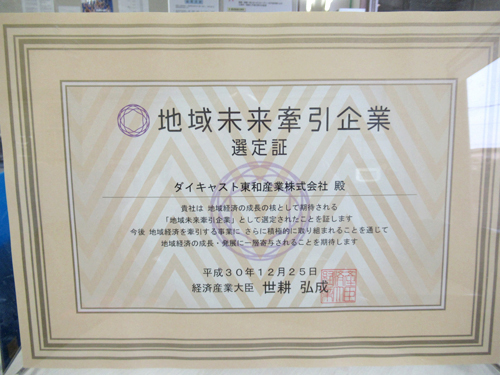 地域未来牽引企業
選定証
ダイキャスト東和産業株式会社 殿
貴社は 地域経済の成長の核として期待される
「地域未来牽引企業」として選定されたことを証します
今後 地域経済を牽引する事業に さらに積極的に取り組まれることを通じて
地域経済の成長・発展に一層寄与されることを期待します
平成30年12月25日
経済産業大臣 世耕 弘成